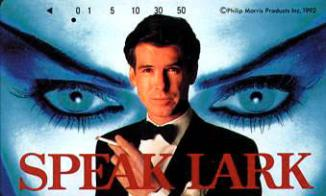 ◀ 0 1 5 10 30 50 ©Philip Morris Products Inc. 1992
SPEAK LARK